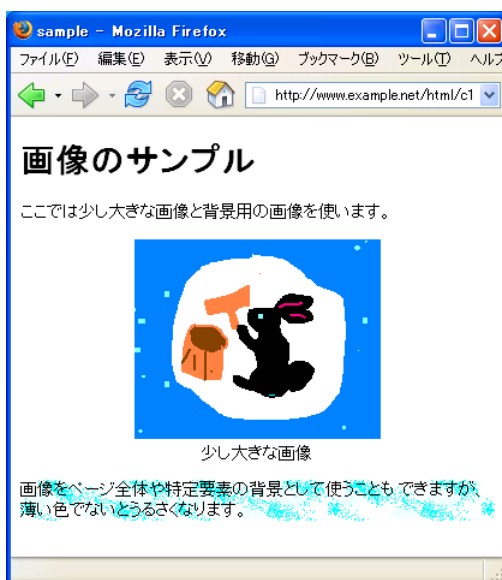 sample - Mozilla Firefox
ファイル(F) 編集(E) 表示(V) 移動(G) ブックマーク(B) ツール(T) ヘルプ
http://www.example.net/html/c1
画像のサンプル
ここでは少し大きな画像と背景用の画像を使います。
少し大きな画像
画像をページ全体や特定要素の背景として使うことも できますが、
薄い色でないとうるさくなります。